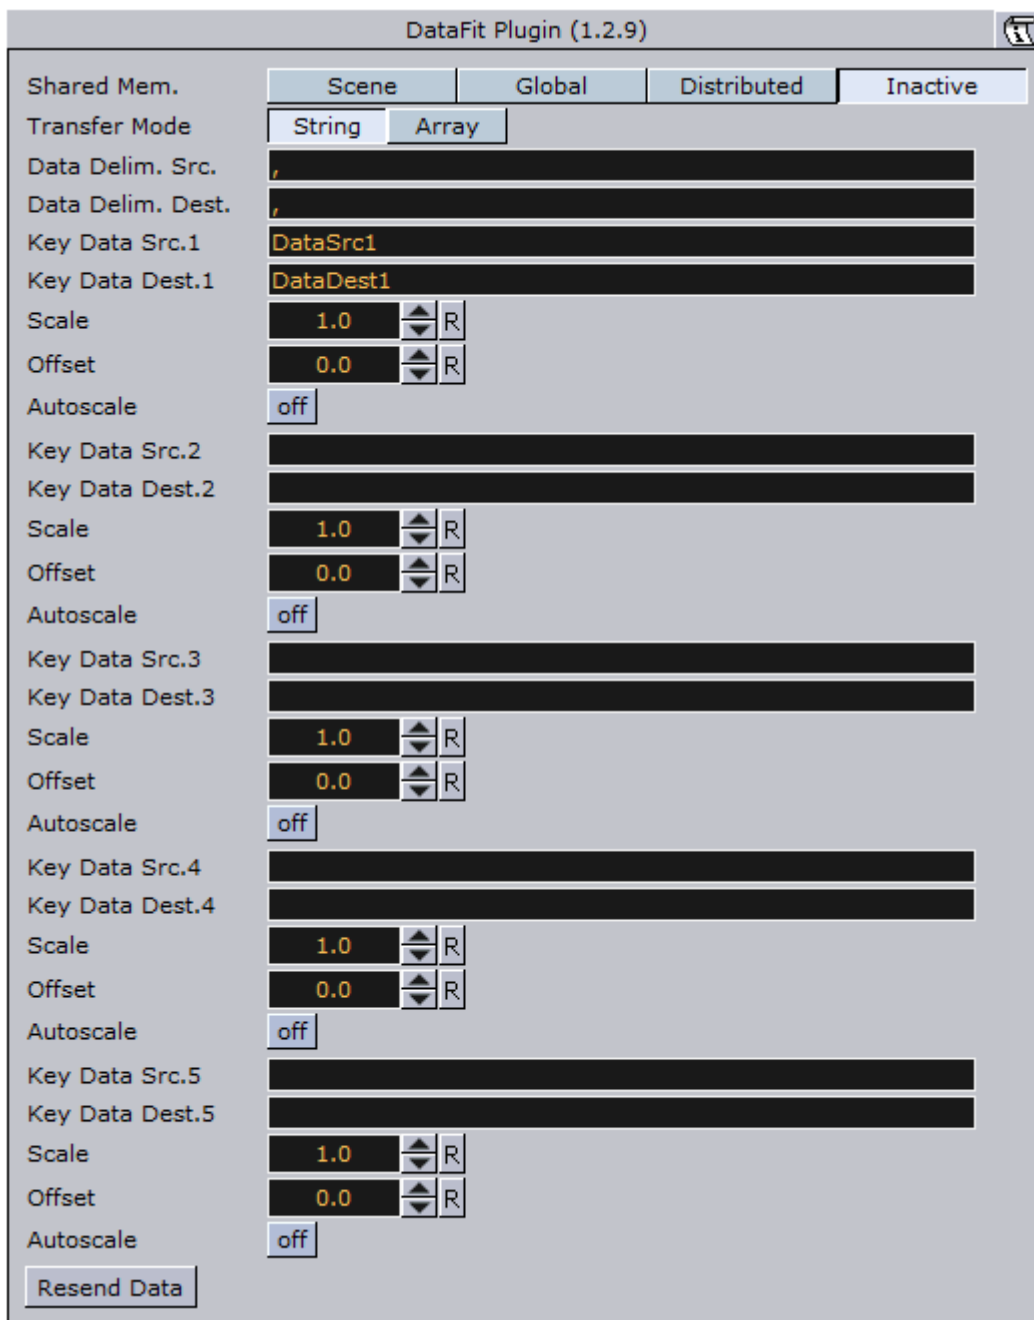 DataFit Plugin (1.2.9)
Shared Mem. Scene Global Distributed Inactive
Transfer Mode String Array
Data Delim. Src. ,
Data Delim. Dest. ,
Key Data Src.1 DataSrc1
Key Data Dest.1 DataDest1
Scale 1.0 R
Offset 0.0 R
Autoscale off
Key Data Src.2
Key Data Dest.2
Scale 1.0 R
Offset 0.0 R
Autoscale off
Key Data Src.3
Key Data Dest.3
Scale 1.0 R
Offset 0.0 R
Autoscale off
Key Data Src.4
Key Data Dest.4
Scale 1.0 R
Offset 0.0 R
Autoscale off
Key Data Src.5
Key Data Dest.5
Scale 1.0 R
Offset 0.0 R
Autoscale off
Resend Data